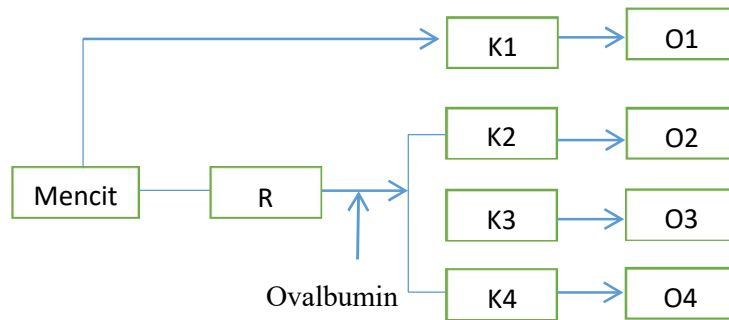 K1 O1
K2 O2
Mencit R
K3 O3
Ovalbumin K4 O4